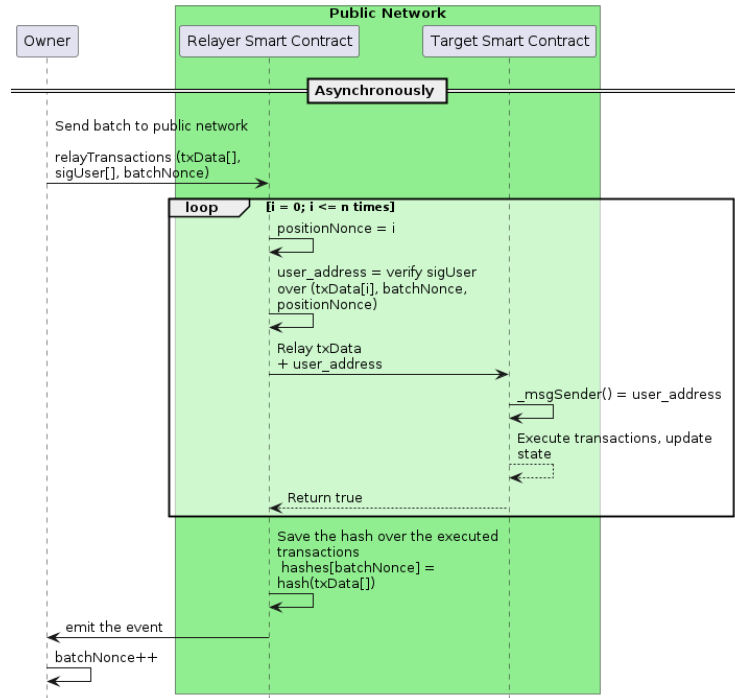 Public Network
Owner
Relayer Smart Contract
Target Smart Contract
Asynchronously
Send batch to public network
relayTransactions (txData[],
sigUser[], batchNonce)
loop
[i = 0; i <= n times]
positionNonce = i
user_address = verify sigUser
over (txData[i], batchNonce,
positionNonce)
Relay txData
+ user_address
_msgSender() = user_address
Execute transactions, update
state
Return true
Save the hash over the executed
transactions
hashes[batchNonce] =
hash(txData[])
emit the event
batchNonce++